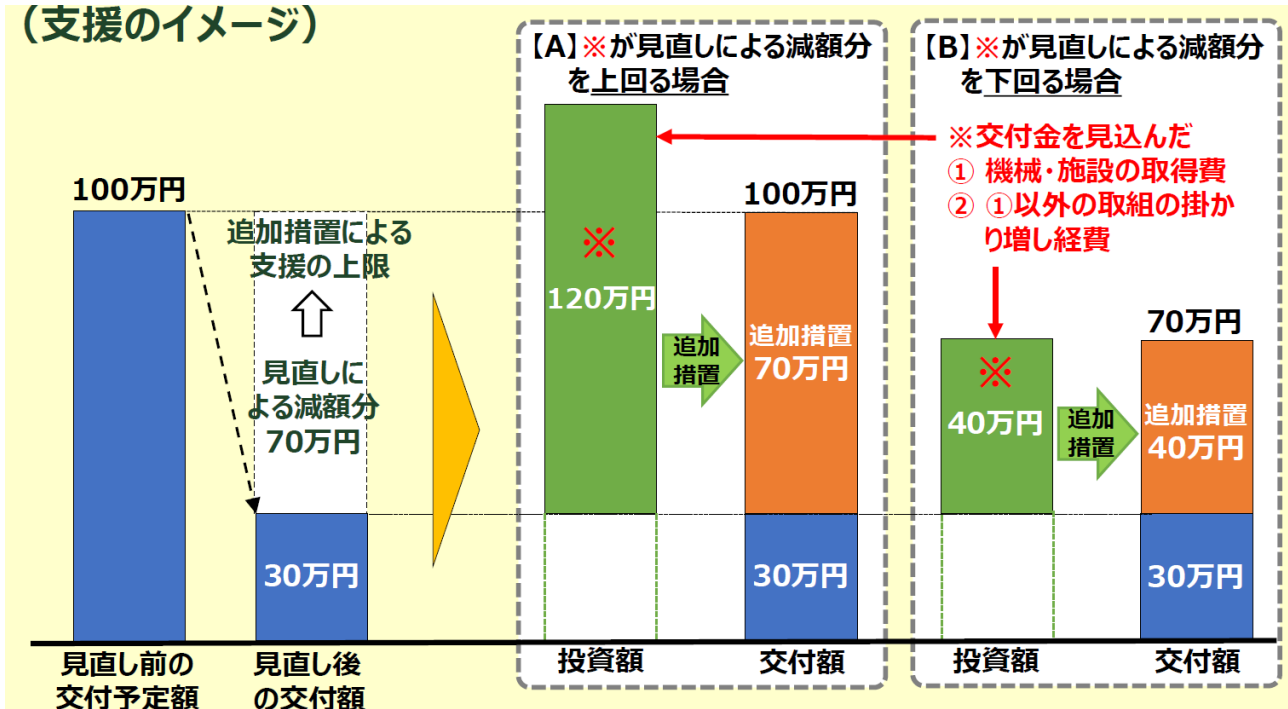 （支援のイメージ）
100万円
追加措置による
支援の上限
見直しに
よる減額分
70万円
30万円
見直し前の
交付予定額
見直し後
の交付額
【A】※が見直しによる減額分
を上回る場合
※
120万円
追加
措置
100万円
追加措置
70万円
30万円
投資額
交付額
【B】※が見直しによる減額分
を下回る場合
※交付金を見込んだ
① 機械・施設の取得費
② ①以外の取組の掛か
り増し経費
※
40万円
追加
措置
70万円
追加措置
40万円
30万円
投資額
交付額